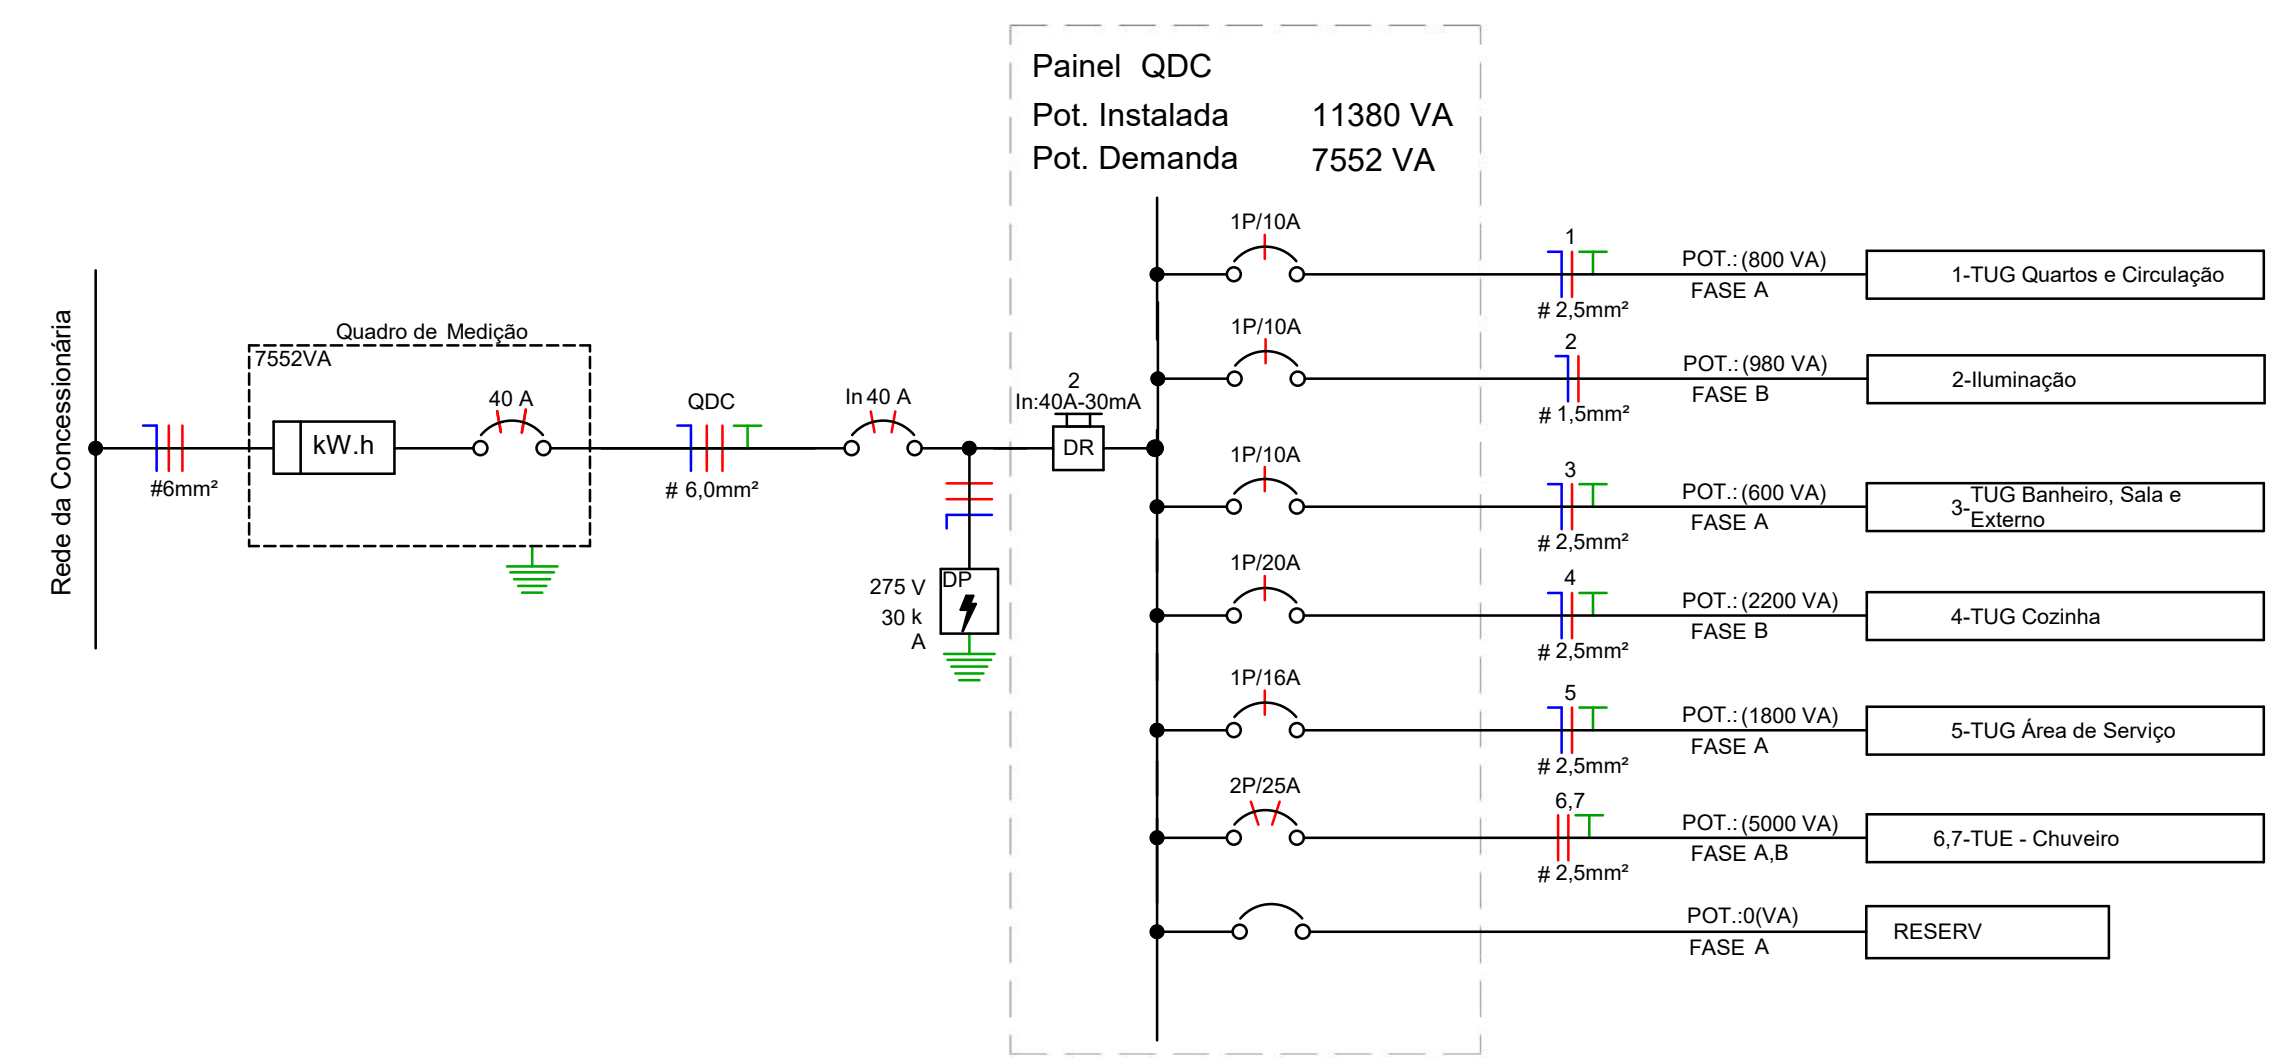 Painel QDC
Pot. Instalada 11380 VA
Pot. Demanda 7552 VA
Rede da Concessionária
#6mm²
Quadro de Medição
7552VA
kW.h
40 A
QDC
# 6,0mm²
In 40 A
275 V
30 k
A
DP
2
In:40A-30mA
DR
1P/10A
1
# 2,5mm²
POT.: (800 VA)
FASE A
1-TUG Quartos e Circulação
1P/10A
2
# 1,5mm²
POT.: (980 VA)
FASE B
2-Iluminação
1P/10A
3
# 2,5mm²
POT.: (600 VA)
FASE A
3-TUG Banheiro, Sala e
Externo
1P/20A
4
# 2,5mm²
POT.: (2200 VA)
FASE B
4-TUG Cozinha
1P/16A
5
# 2,5mm²
POT.: (1800 VA)
FASE A
5-TUG Área de Serviço
2P/25A
6,7
# 2,5mm²
POT.: (5000 VA)
FASE A,B
6,7-TUE - Chuveiro
POT.:0(VA)
FASE A
RESERV